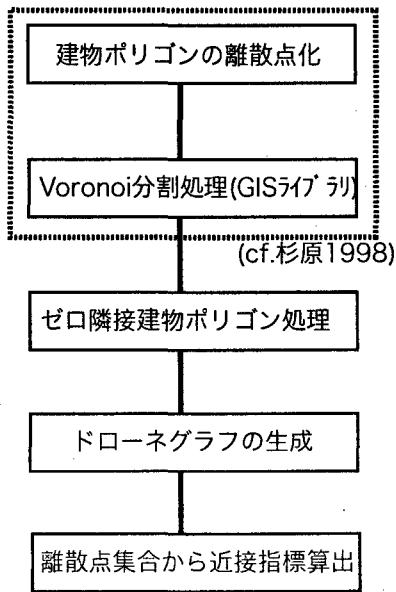 建物ポリゴンの離散点化
Voronoi分割処理(GISライブラリ)
(cf.杉原1998)
ゼロ隣接建物ポリゴン処理
ドローネグラフの生成
離散点集合から近接指標算出